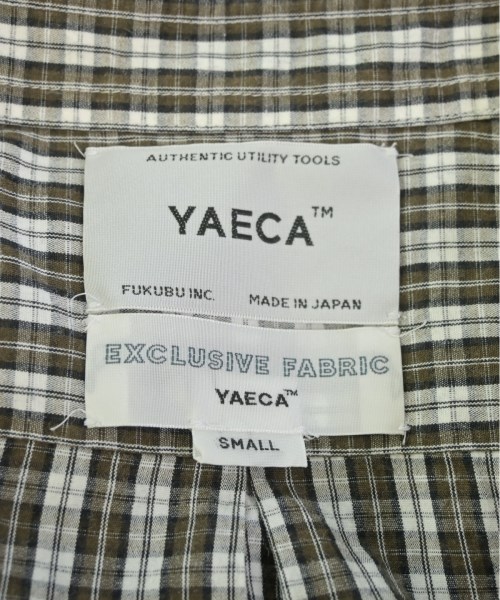 AUTHENTIC UTILITY TOOLS
YAECA™
FUKUBU INC. MADE IN JAPAN
EXCLUSIVE FABRIC
YAECA™
SMALL